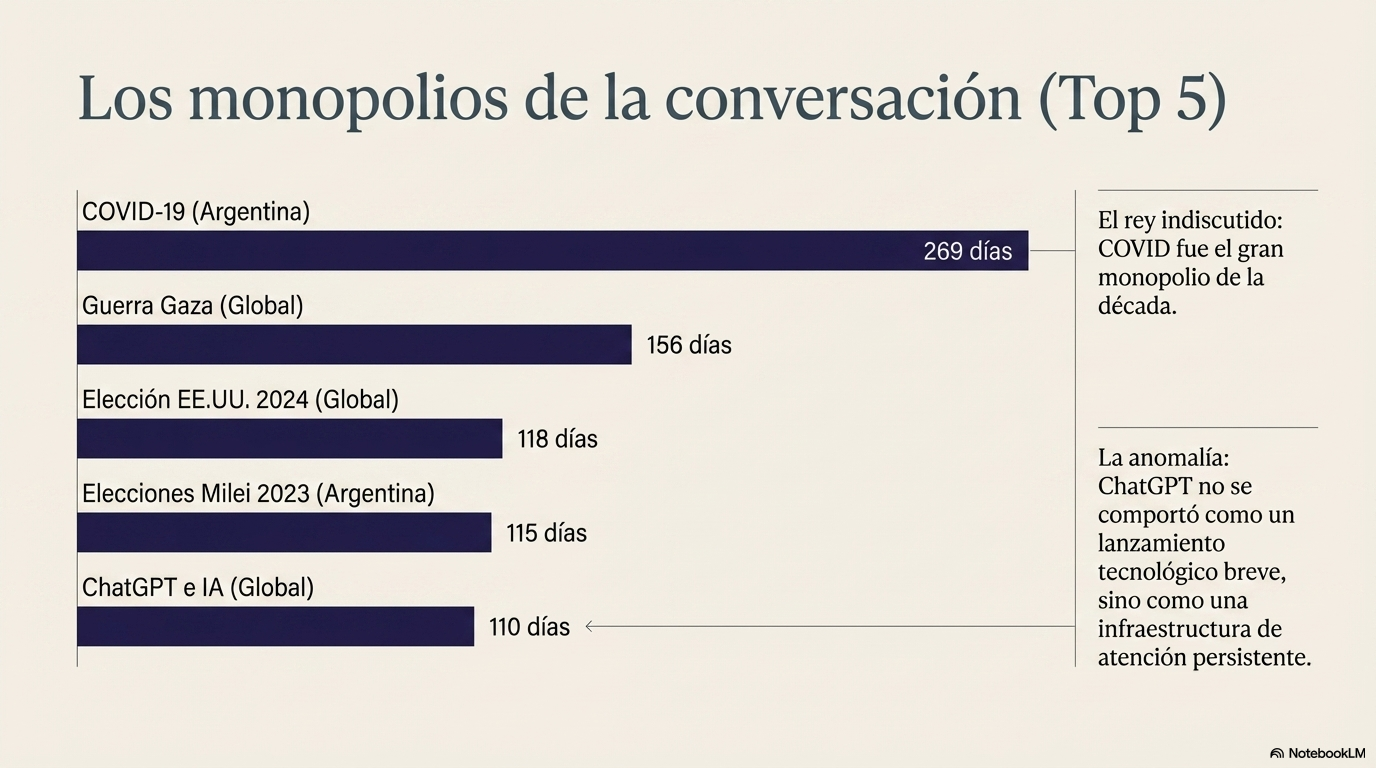 Los monopolios de la conversación (Top 5)
COVID-19 (Argentina)
269 días
Guerra Gaza (Global)
156 días
Elección EE.UU. 2024 (Global)
118 días
Elecciones Milei 2023 (Argentina)
115 días
ChatGPT e IA (Global)
110 días
El rey indiscutido:
COVID fue el gran
monopolio de la
década.
La anomalía:
ChatGPT no se
comportó como un
lanzamiento
tecnológico breve,
sino como una
infraestructura de
atención persistente.
NotebookLM